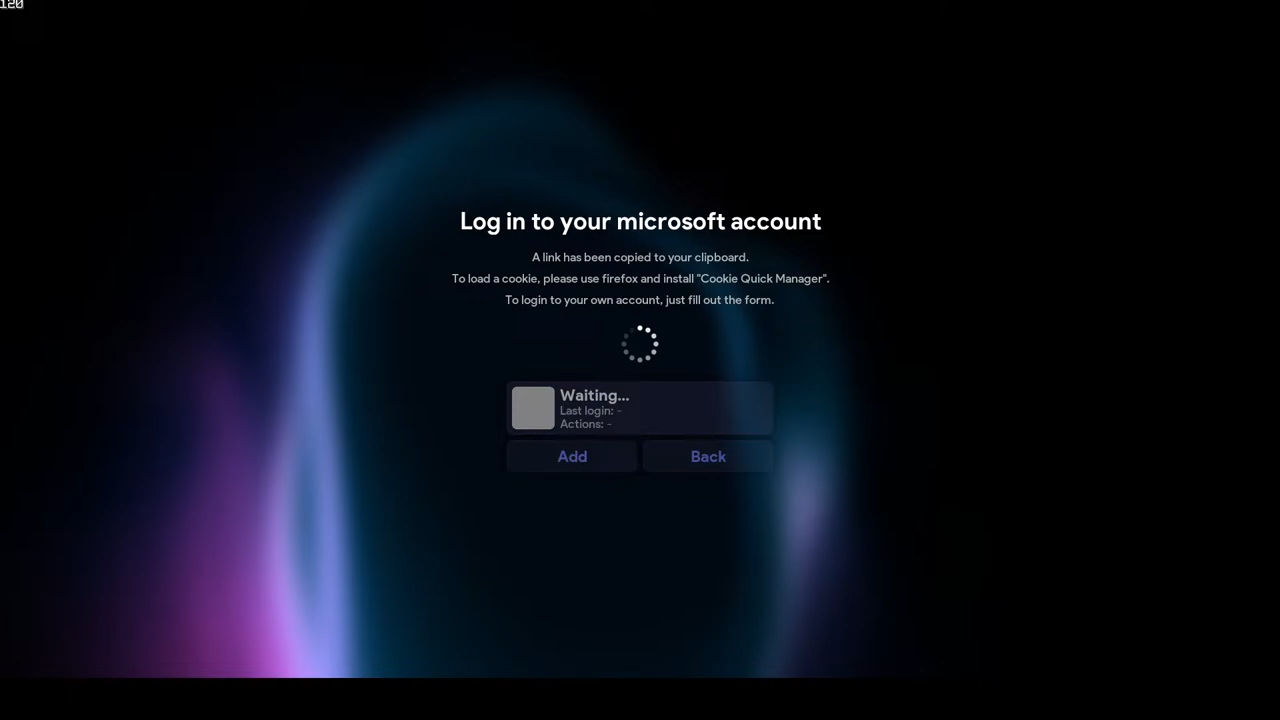 120
Log in to your microsoft account
A link has been copied to your clipboard.
To load a cookie, please use firefox and install "Cookie Quick Manager".
To login to your own account, just fill out the form.
Waiting...
Last login: -
Actions: -
Add Back